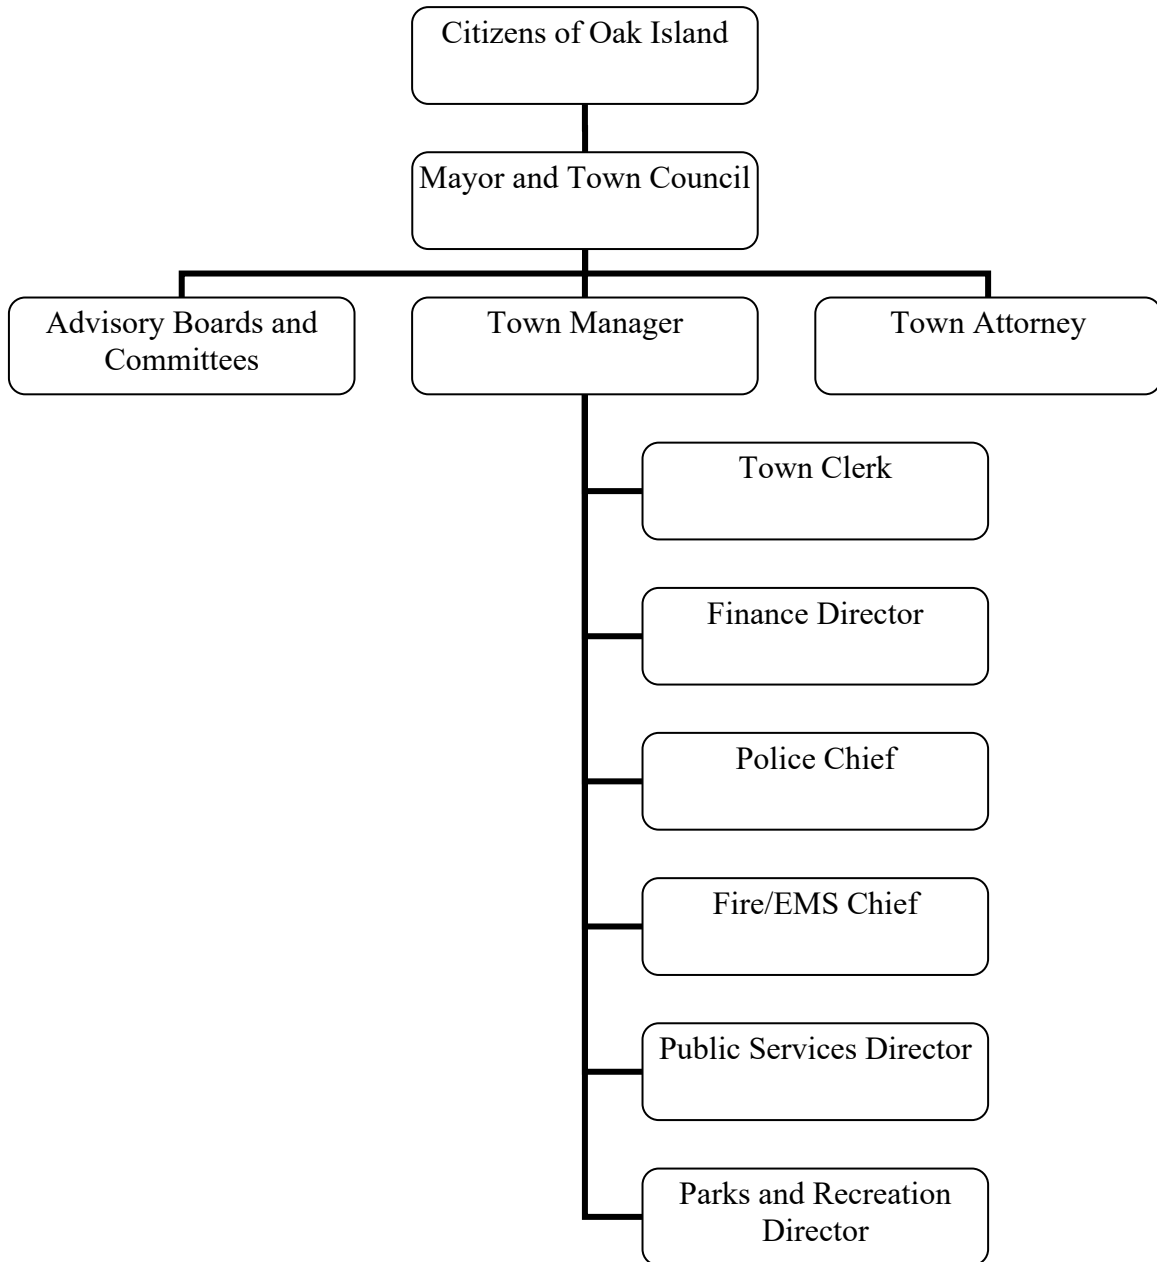 Citizens of Oak Island
Mayor and Town Council
Advisory Boards and
Committees
Town Manager
Town Attorney
Town Clerk
Finance Director
Police Chief
Fire/EMS Chief
Public Services Director
Parks and Recreation
Director